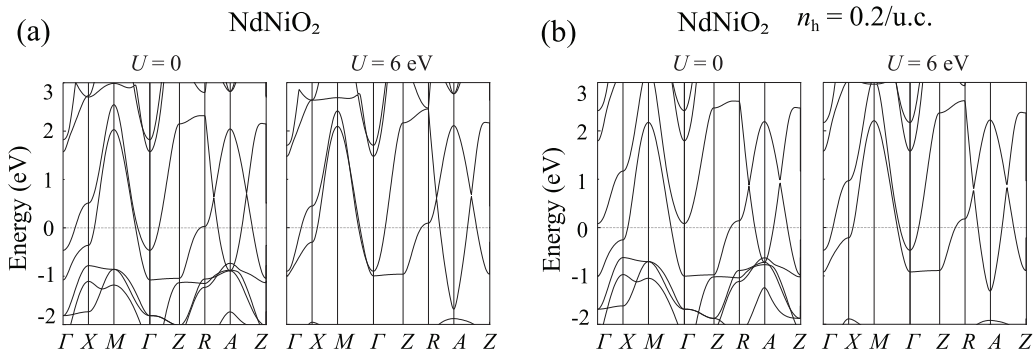 (a) NdNiO₂
U = 0 U = 6 eV
Energy (eV)
3
2
1
0
-1
-2
Γ X M Γ Z R A Z Γ X M Γ Z R A Z
(b) NdNiO₂ nₕ = 0.2/u.c.
U = 0 U = 6 eV
Energy (eV)
3
2
1
0
-1
-2
Γ X M Γ Z R A Z Γ X M Γ Z R A Z